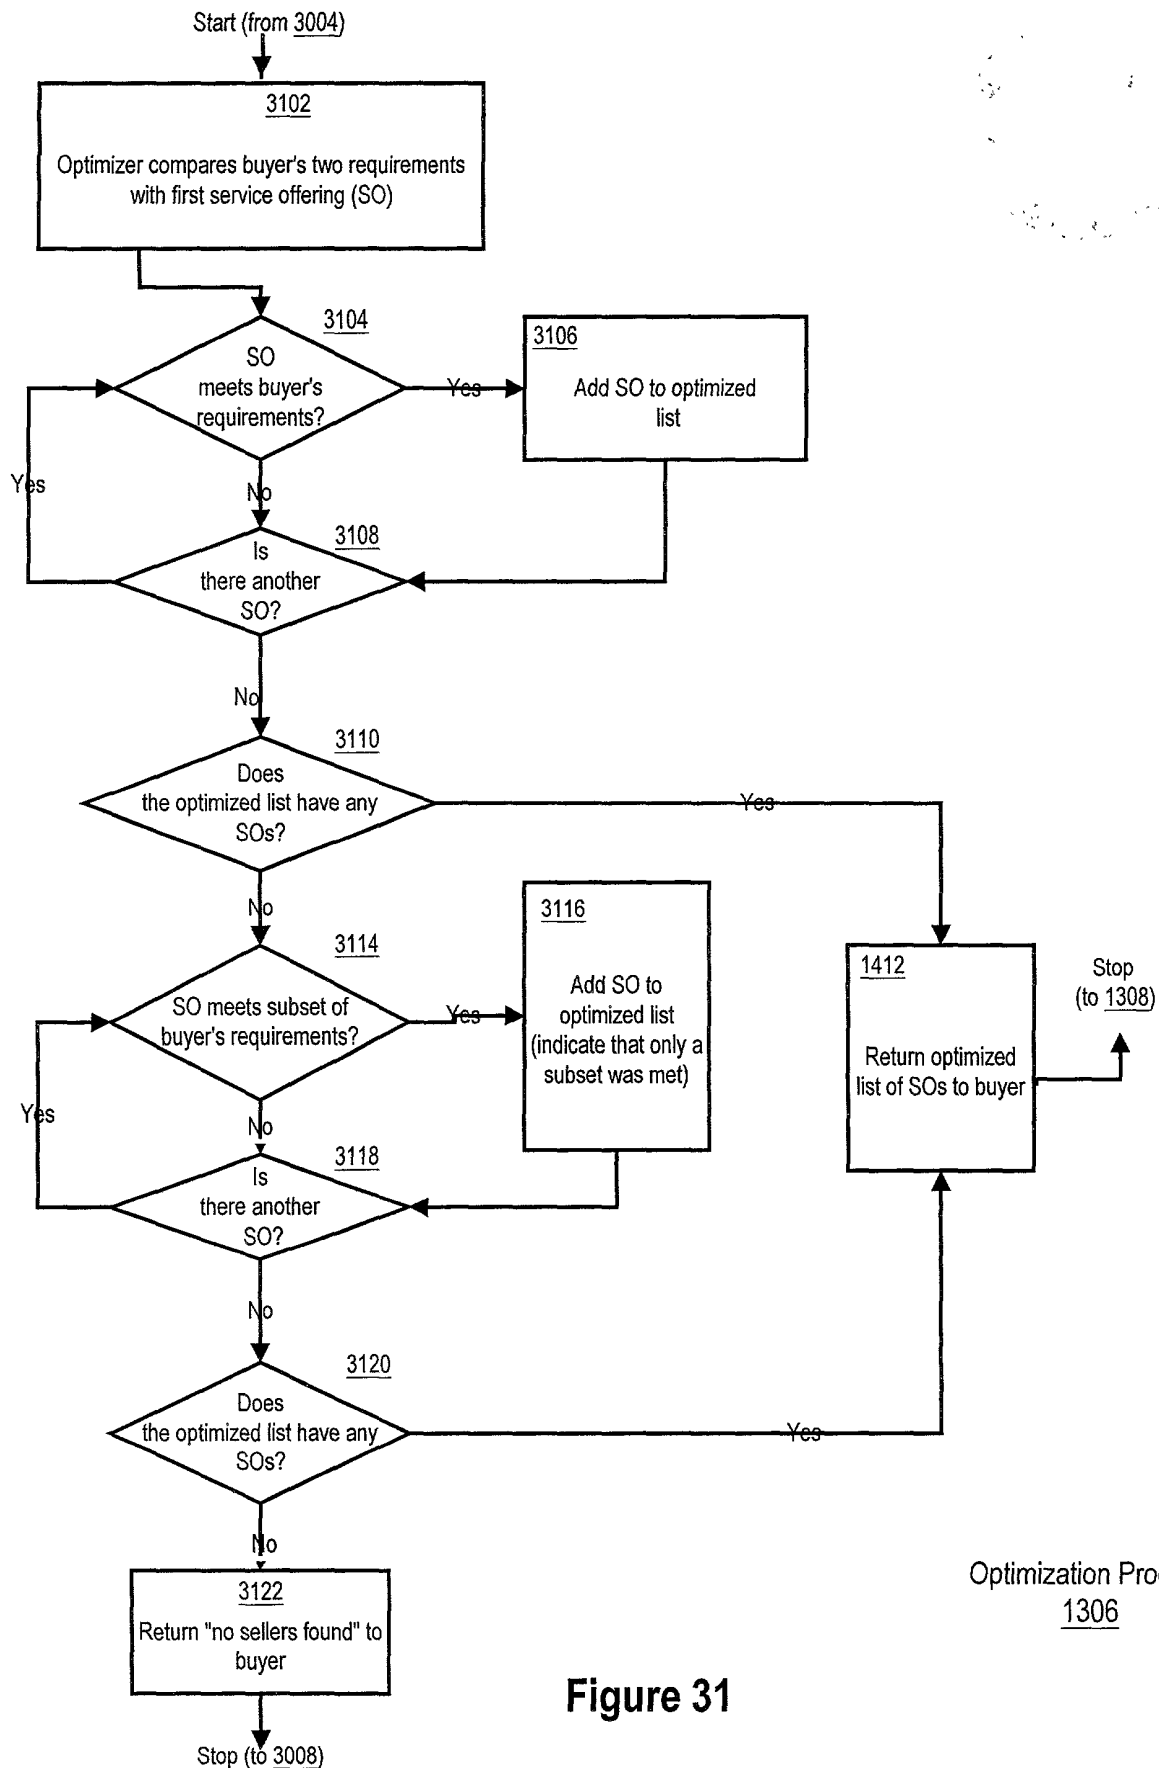 Start (from 3004)
3102
Optimizer compares buyer's two requirements
with first service offering (SO)
3104
SO
meets buyer's
requirements?
Yes
3106
Add SO to optimized
list
Yes
No
3108
Is
there another
SO?
No
3110
Does
the optimized list have any
SOs?
Yes
No
3114
SO meets subset of
buyer's requirements?
Yes
3116
Add SO to
optimized list
(indicate that only a
subset was met)
1412
Return optimized
list of SOs to buyer
Stop
(to 1308)
Yes
No
3118
Is
there another
SO?
No
3120
Does
the optimized list have any
SOs?
Yes
No
3122
Return "no sellers found" to
buyer
Stop (to 3008)
Optimization Pro
1306
Figure 31